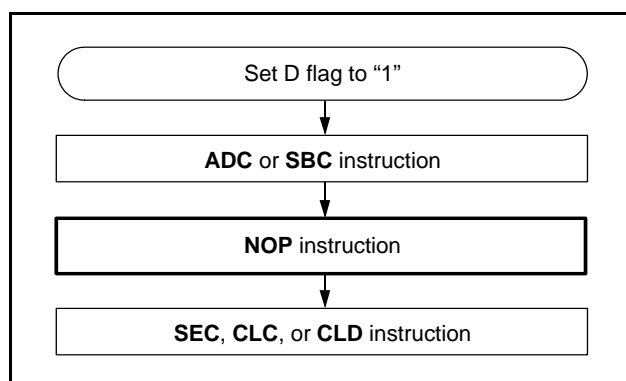 Set D flag to “1”
ADC or SBC instruction
NOP instruction
SEC, CLC, or CLD instruction